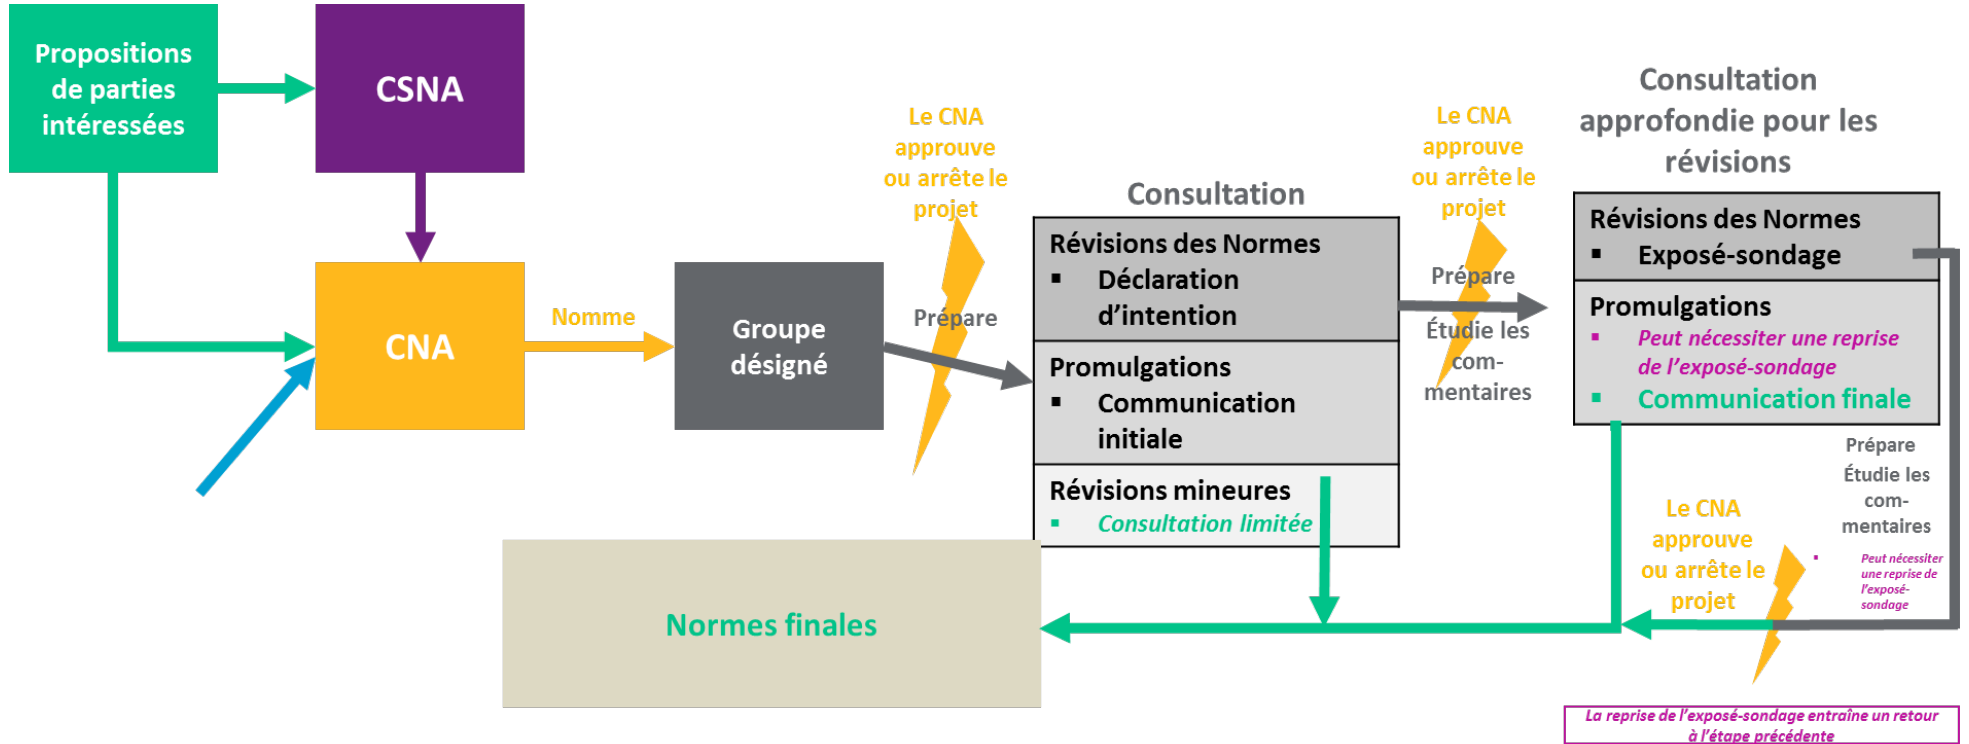 Propositions
de parties
intéressées
CSNA
CNA
Nomme
Groupe
désigné
Le CNA
approuve
ou arrête le
projet
Prépare
Consultation
Révisions des Normes
▪ Déclaration
d’intention
Promulgations
▪ Communication
initiale
Révisions mineures
▪ Consultation limitée
Le CNA
approuve
ou arrête le
projet
Prépare
Étudie les
com-
mentaires
Consultation
approfondie pour les
révisions
Révisions des Normes
▪ Exposé-sondage
Promulgations
▪ Peut nécessiter une reprise
de l’exposé-sondage
▪ Communication finale
Prépare
Étudie les
com-
mentaires
Le CNA
approuve
ou arrête le
projet
▪ Peut nécessiter
une reprise de
l’exposé-
sondage
Normes finales
La reprise de l’exposé-sondage entraîne un retour
à l’étape précédente